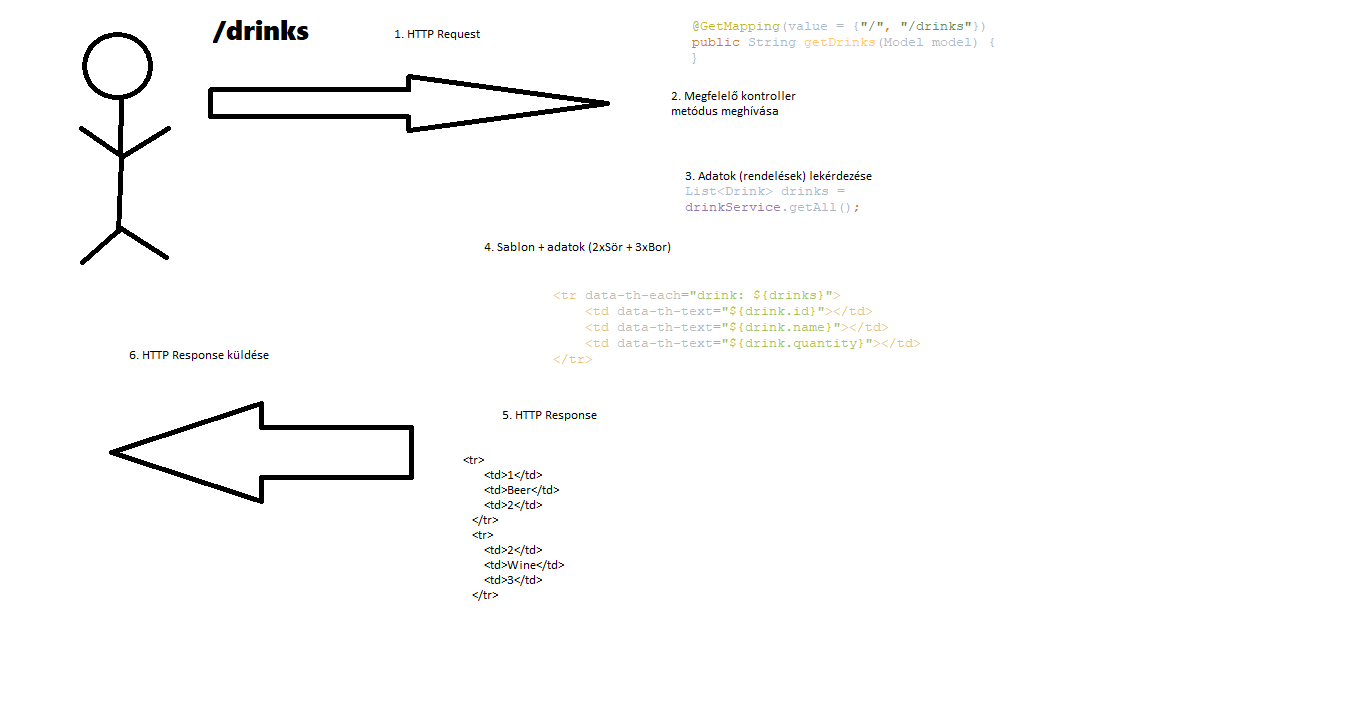 /drinks
1. HTTP Request
@GetMapping(value = {"/", "/drinks"})
public String getDrinks(Model model) {
}
2. Megfelelő kontroller
metódus meghívása
3. Adatok (rendelések) lekérdezése
List<Drink> drinks =
drinkService.getAll();
4. Sablon + adatok (2xSör + 3xBor)
<tr data-th-each="drink: ${drinks}">
<td data-th-text="${drink.id}"></td>
<td data-th-text="${drink.name}"></td>
<td data-th-text="${drink.quantity}"></td>
</tr>
6. HTTP Response küldése
5. HTTP Response
<tr>
<td>1</td>
<td>Beer</td>
<td>2</td>
</tr>
<tr>
<td>2</td>
<td>Wine</td>
<td>3</td>
</tr>